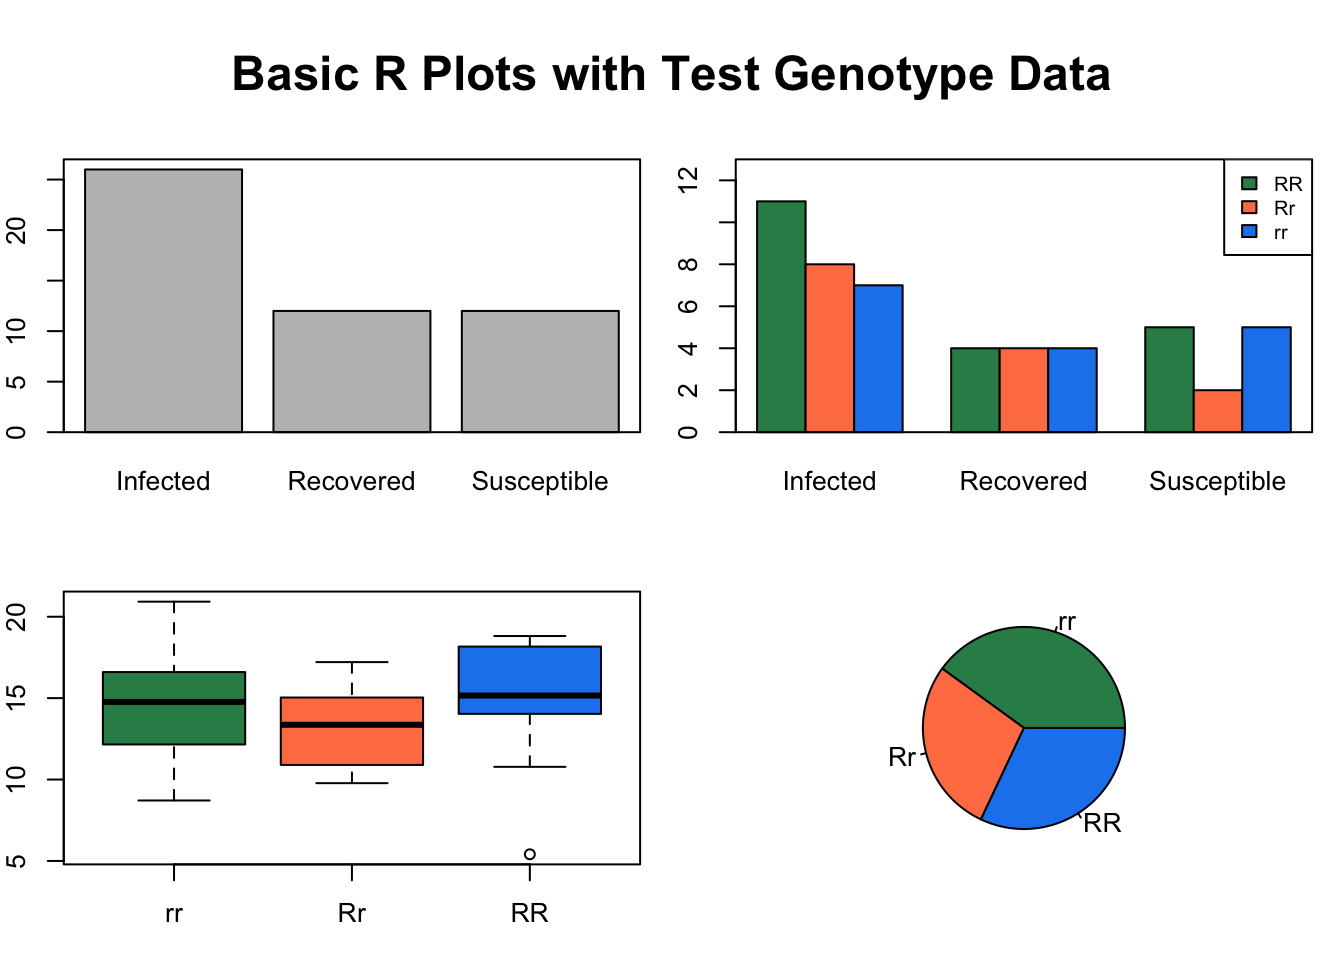 Basic R Plots with Test Genotype Data
20
10
5
0
Infected Recovered Susceptible
12
8
6
4
2
0
RR
Rr
rr
Infected Recovered Susceptible
20
15
10
5
rr Rr RR
rr
Rr
RR